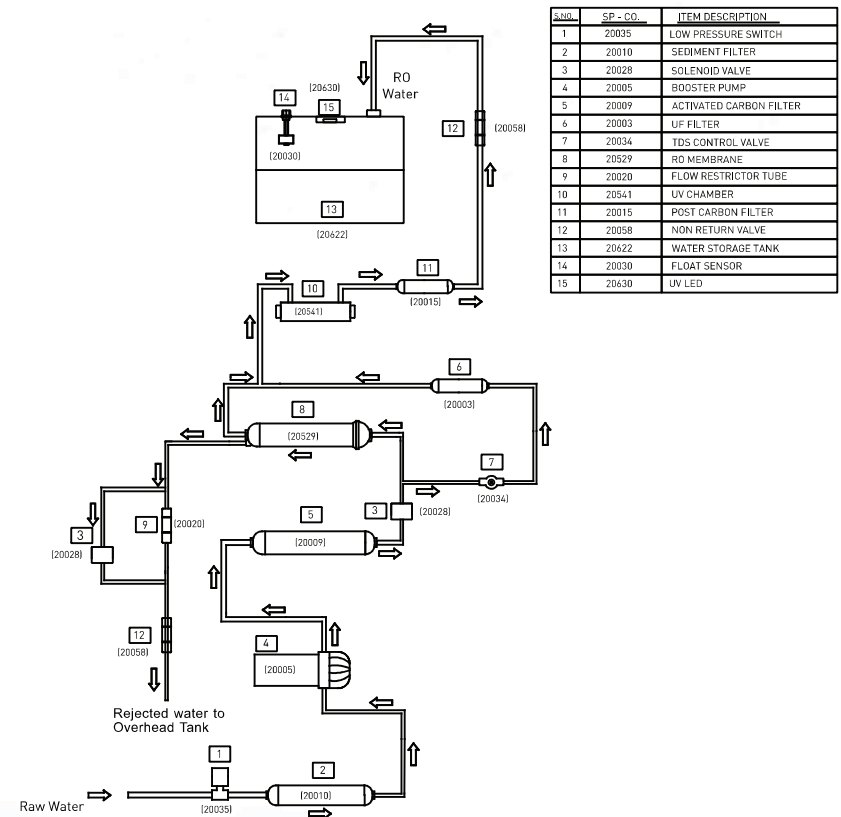 S.NO. SP - CO. ITEM DESCRIPTION
1 20035 LOW PRESSURE SWITCH
2 20010 SEDIMENT FILTER
3 20028 SOLENOID VALVE
4 20005 BOOSTER PUMP
5 20009 ACTIVATED CARBON FILTER
6 20003 UF FILTER
7 20034 TDS CONTROL VALVE
8 20529 RO MEMBRANE
9 20020 FLOW RESTRICTOR TUBE
10 20541 UV CHAMBER
11 20015 POST CARBON FILTER
12 20058 NON RETURN VALVE
13 20622 WATER STORAGE TANK
14 20030 FLOAT SENSOR
15 20630 UV LED
RO
Water
(20630)
14
15
12
(20058)
(20030)
13
(20622)
11
10
(20541)
(20015)
6
(20003)
8
(20529)
7
(20034)
3
(20028)
5
(20009)
9
(20020)
3
(20028)
12
(20058)
4
(20005)
Rejected water to
Overhead Tank
1
2
(20010)
(20035)
Raw Water